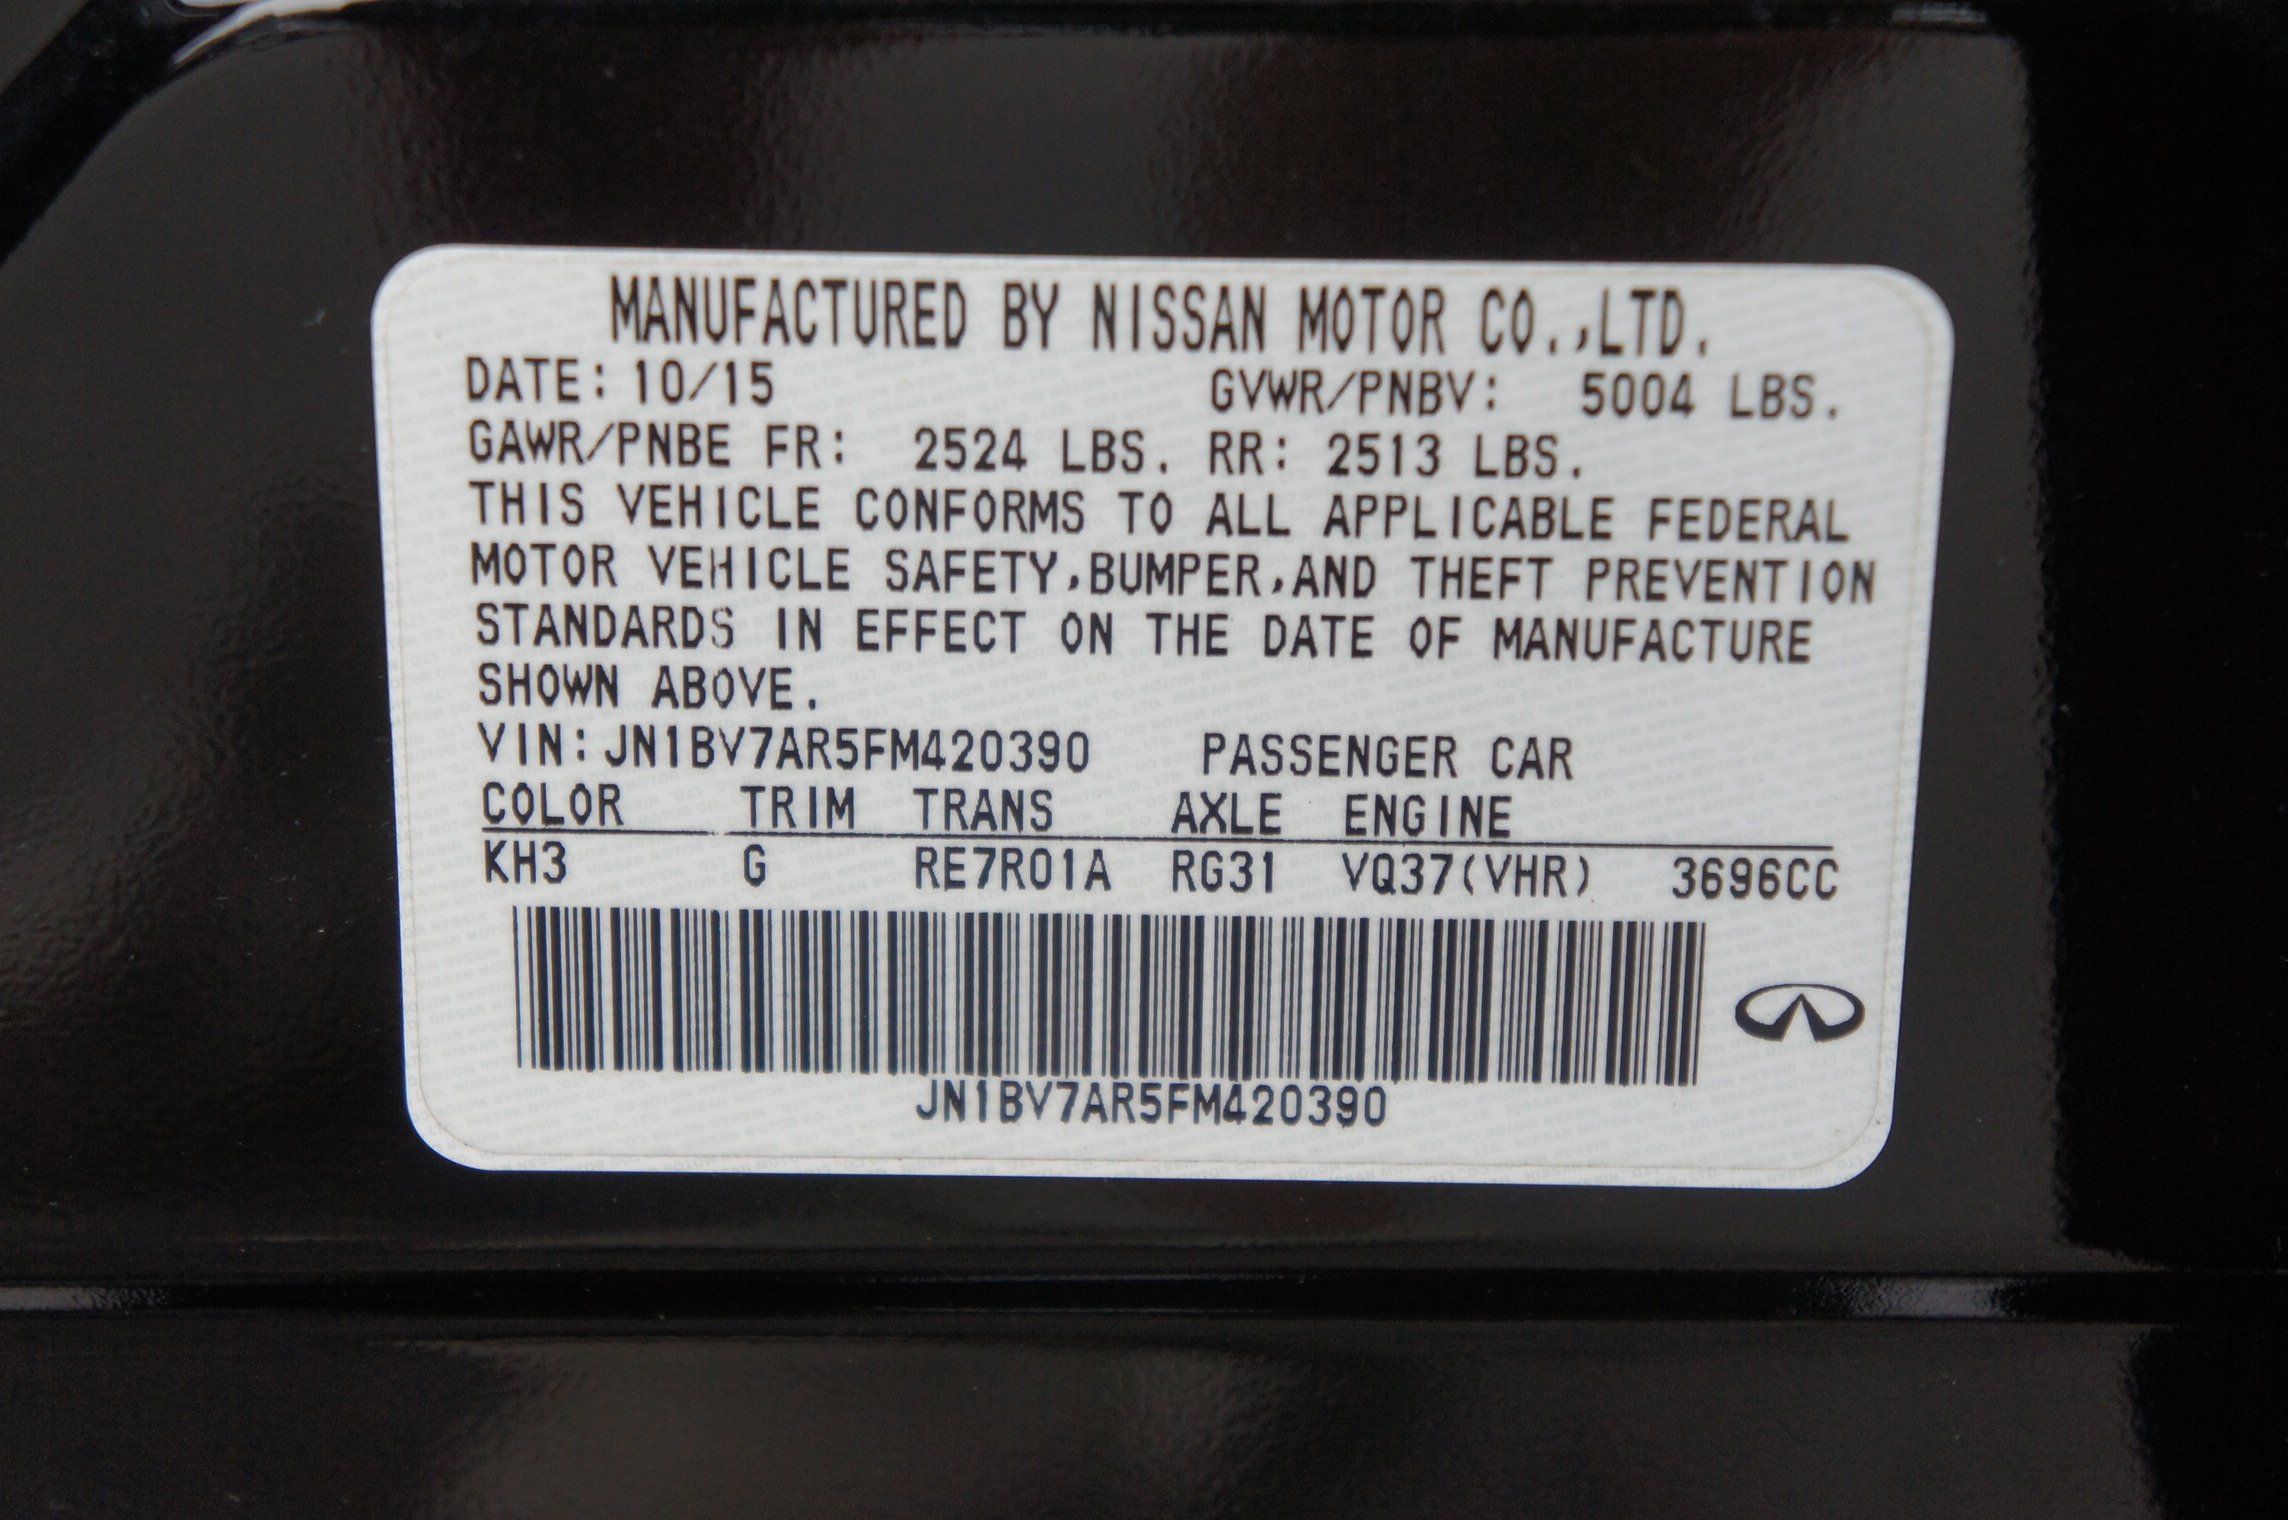 MANUFACTURED BY NISSAN MOTOR CO.,LTD.
DATE: 10/15 GVWR/PNBV: 5004 LBS.
GAWR/PNBE FR: 2524 LBS. RR: 2513 LBS.
THIS VEHICLE CONFORMS TO ALL APPLICABLE FEDERAL
MOTOR VEHICLE SAFETY,BUMPER,AND THEFT PREVENTION
STANDARDS IN EFFECT ON THE DATE OF MANUFACTURE
SHOWN ABOVE.
VIN:JN1BV7AR5FM420390 PASSENGER CAR
COLOR TRIM TRANS AXLE ENGINE
KH3 G RE7R01A RG31 VQ37(VHR) 3696CC
JN1BV7AR5FM420390